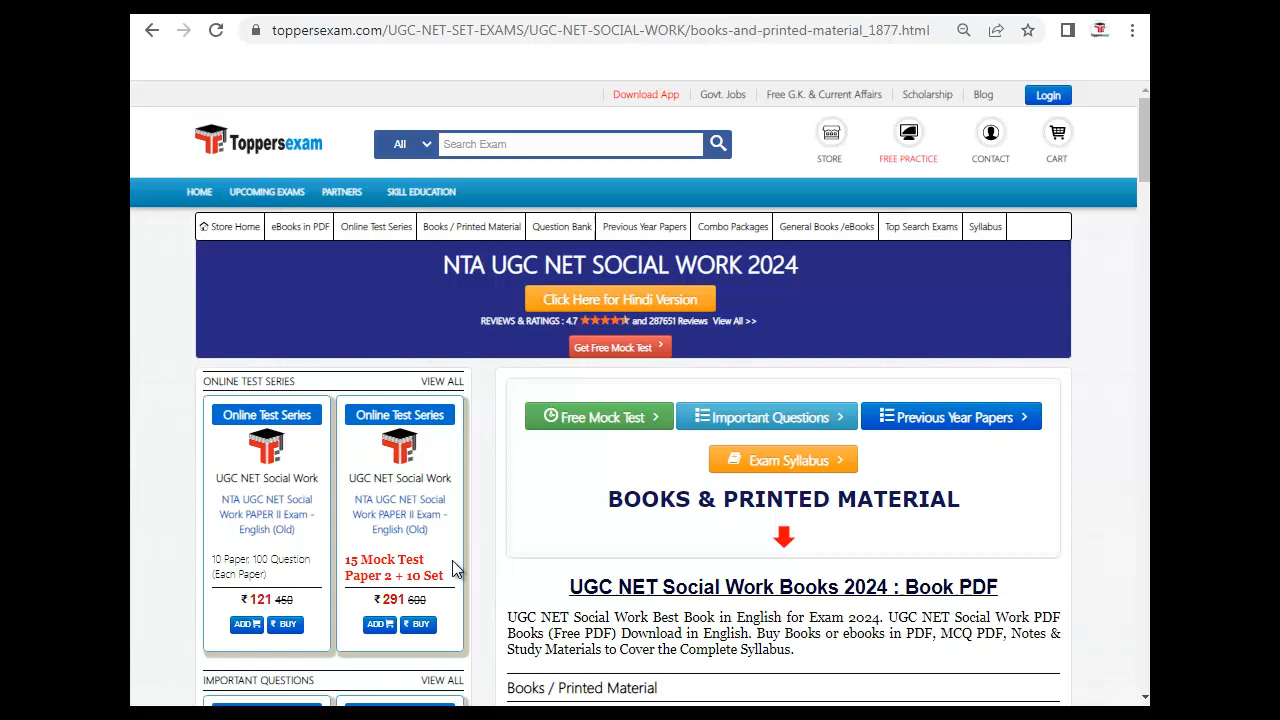 toppersexam.com/UGC-NET-SET-EXAMS/UGC-NET-SOCIAL-WORK/books-and-printed-material_1877.html
Download App Govt. Jobs Free G.K. & Current Affairs Scholarship Blog Login
Toppersexam All Search Exam
STORE FREE PRACTICE CONTACT CART
HOME UPCOMING EXAMS PARTNERS SKILL EDUCATION
Store Home eBooks in PDF Online Test Series Books / Printed Material Question Bank Previous Year Papers Combo Packages General Books /eBooks Top Search Exams Syllabus
NTA UGC NET SOCIAL WORK 2024
Click Here for Hindi Version
REVIEWS & RATINGS : 4.7 and 287651 Reviews View All >>
Get Free Mock Test
ONLINE TEST SERIES VIEW ALL
Online Test Series
UGC NET Social Work
NTA UGC NET Social
Work PAPER II Exam -
English (Old)
10 Paper, 100 Question
(Each Paper)
₹ 121 450
ADD ₹ BUY
Online Test Series
UGC NET Social Work
NTA UGC NET Social
Work PAPER II Exam -
English (Old)
15 Mock Test
Paper 2 + 10 Set
₹ 291 600
ADD ₹ BUY
IMPORTANT QUESTIONS VIEW ALL
Free Mock Test Important Questions Previous Year Papers
Exam Syllabus
BOOKS & PRINTED MATERIAL
UGC NET Social Work Books 2024 : Book PDF
UGC NET Social Work Best Book in English for Exam 2024. UGC NET Social Work PDF
Books (Free PDF) Download in English. Buy Books or ebooks in PDF, MCQ PDF, Notes &
Study Materials to Cover the Complete Syllabus.
Books / Printed Material